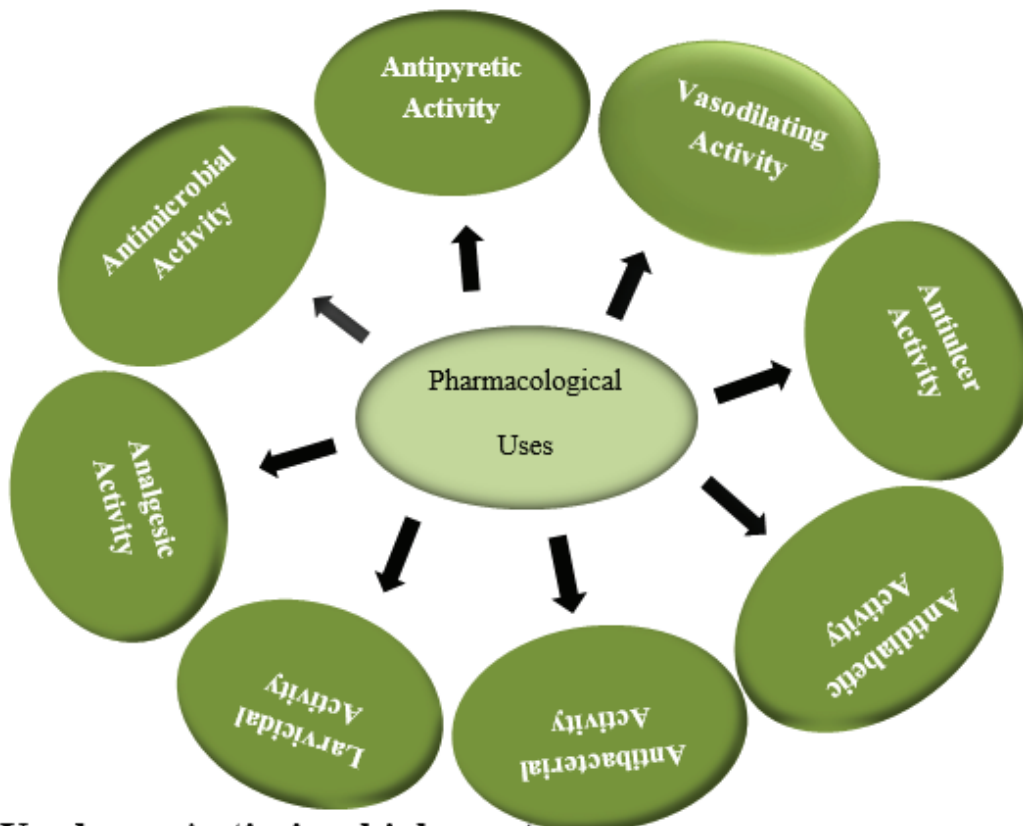 Antipyretic
Activity
Vasodilating
Activity
Antimicrobial
Activity
Antiulcer
Activity
Pharmacological
Uses
Analgesic
Activity
Antidiabetic
Activity
Larvicidal
Activity
Antibacterial
Activity